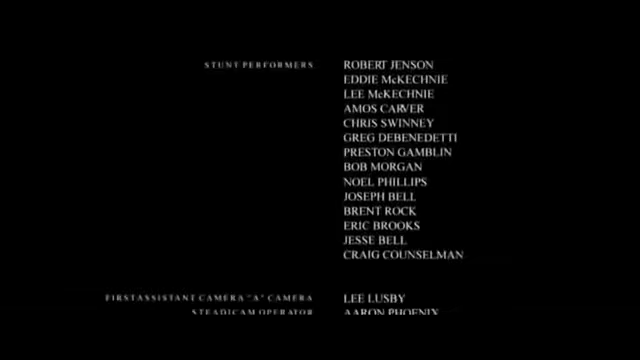 STUNT PERFORMERS ROBERT JENSON
EDDIE McKECHNIE
LEE McKECHNIE
AMOS CARVER
CHRIS SWINNEY
GREG DEBENEDETTI
PRESTON GAMBLIN
BOB MORGAN
NOEL PHILLIPS
JOSEPH BELL
BRENT ROCK
ERIC BROOKS
JESSE BELL
CRAIG COUNSELMAN
FIRST ASSISTANT CAMERA "A" CAMERA LEE LUSBY
STEADICAM OPERATOR AARON PHOENIX